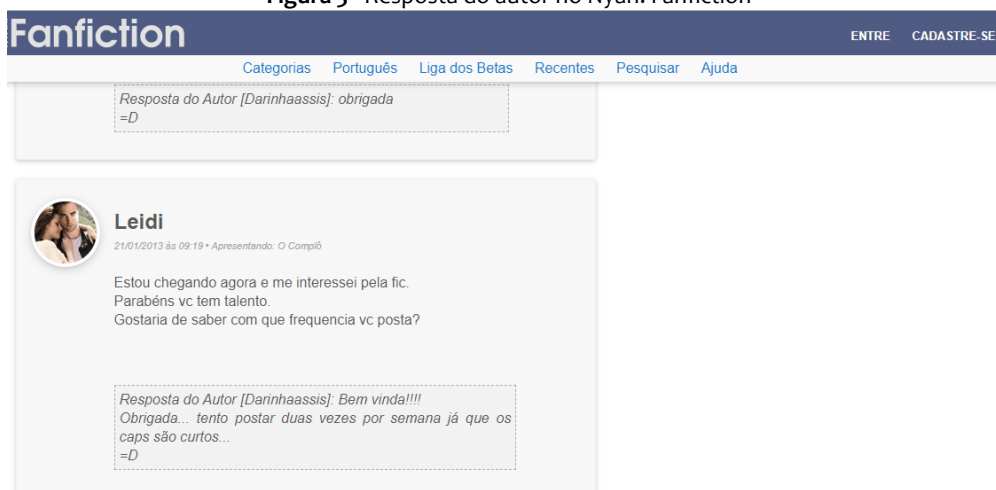 Figura 5- Resposta do autor no Nyah! Fanfiction
Fanfiction
ENTRE CADASTRE-SE
Categorias Português Liga dos Betas Recentes Pesquisar Ajuda
Resposta do Autor [Darinhaassis]: obrigada
=D
Leidi
21/01/2013 às 09:19 • Apresentando: O Complô
Estou chegando agora e me interessei pela fic.
Parabéns vc tem talento.
Gostaria de saber com que frequencia vc posta?
Resposta do Autor [Darinhaassis]: Bem vinda!!!!
Obrigada... tento postar duas vezes por semana já que os
caps são curtos...
=D